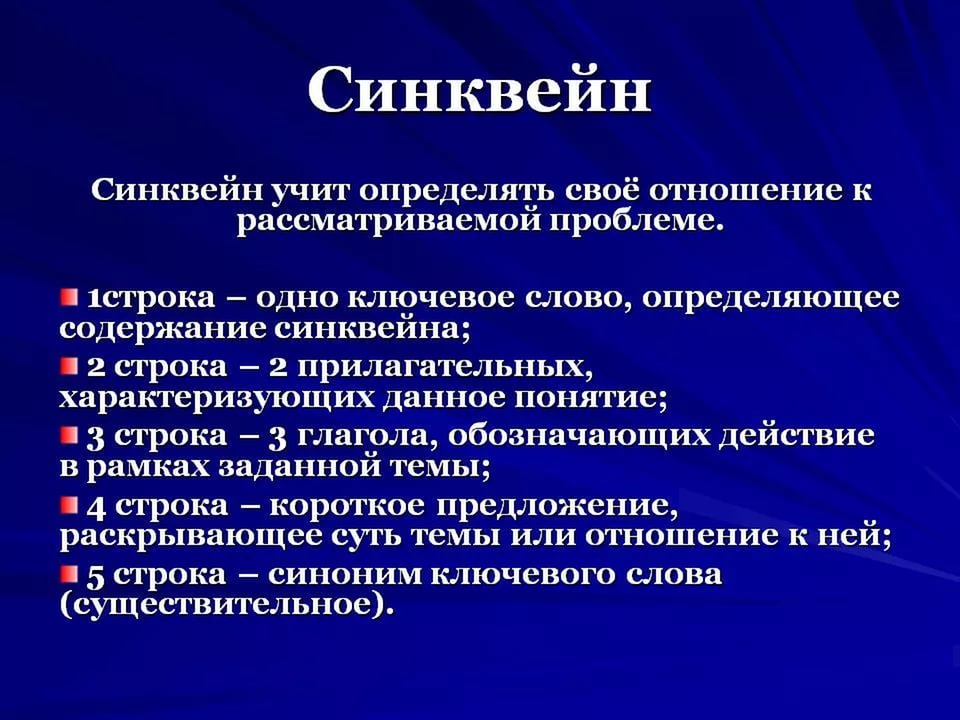 Синквейн
Синквейн учит определять своё отношение к
рассматриваемой проблеме.
1строка – одно ключевое слово, определяющее
содержание синквейна;
2 строка – 2 прилагательных,
характеризующих данное понятие;
3 строка – 3 глагола, обозначающих действие
в рамках заданной темы;
4 строка – короткое предложение,
раскрывающее суть темы или отношение к ней;
5 строка – синоним ключевого слова
(существительное).